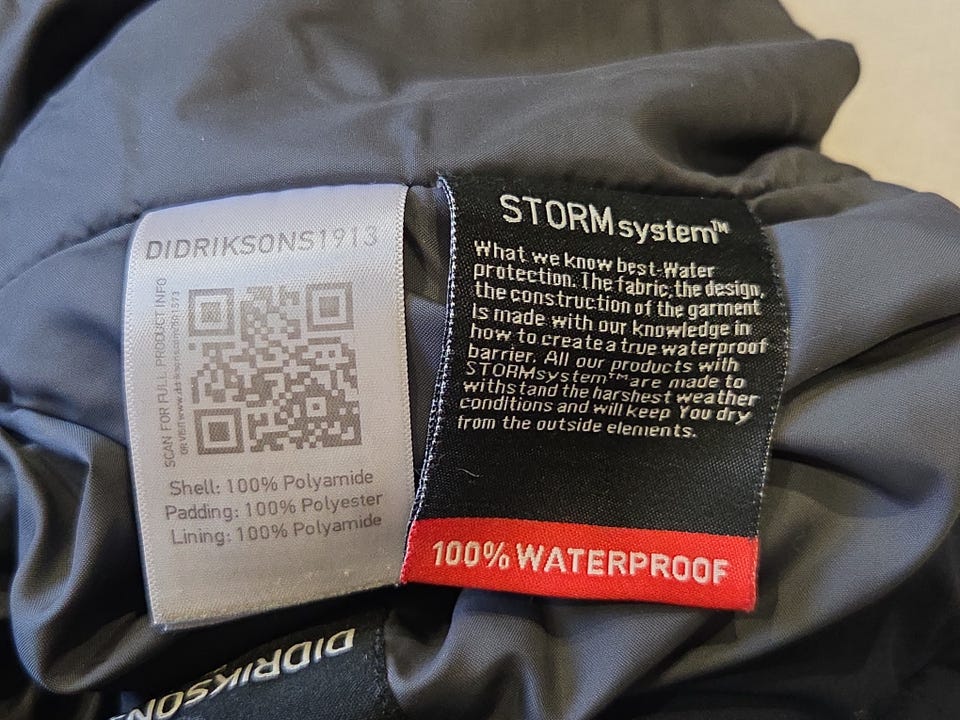 DIDRIKSONS1913
SCAN FOR FULL PRODUCT INFO
Shell: 100% Polyamide
Padding: 100% Polyester
Lining: 100% Polyamide
STORMsystem™
What we know best-Water
protection. The fabric, the design,
the construction of the garment
Is made with our knowledge in
how to create a true waterproof
barrier. All our products with
STORMsystem™ are made to
withstand the harshest weather
conditions and will keep You dry
from the outside elements.
100% WATERPROOF
DIDRIKSONS